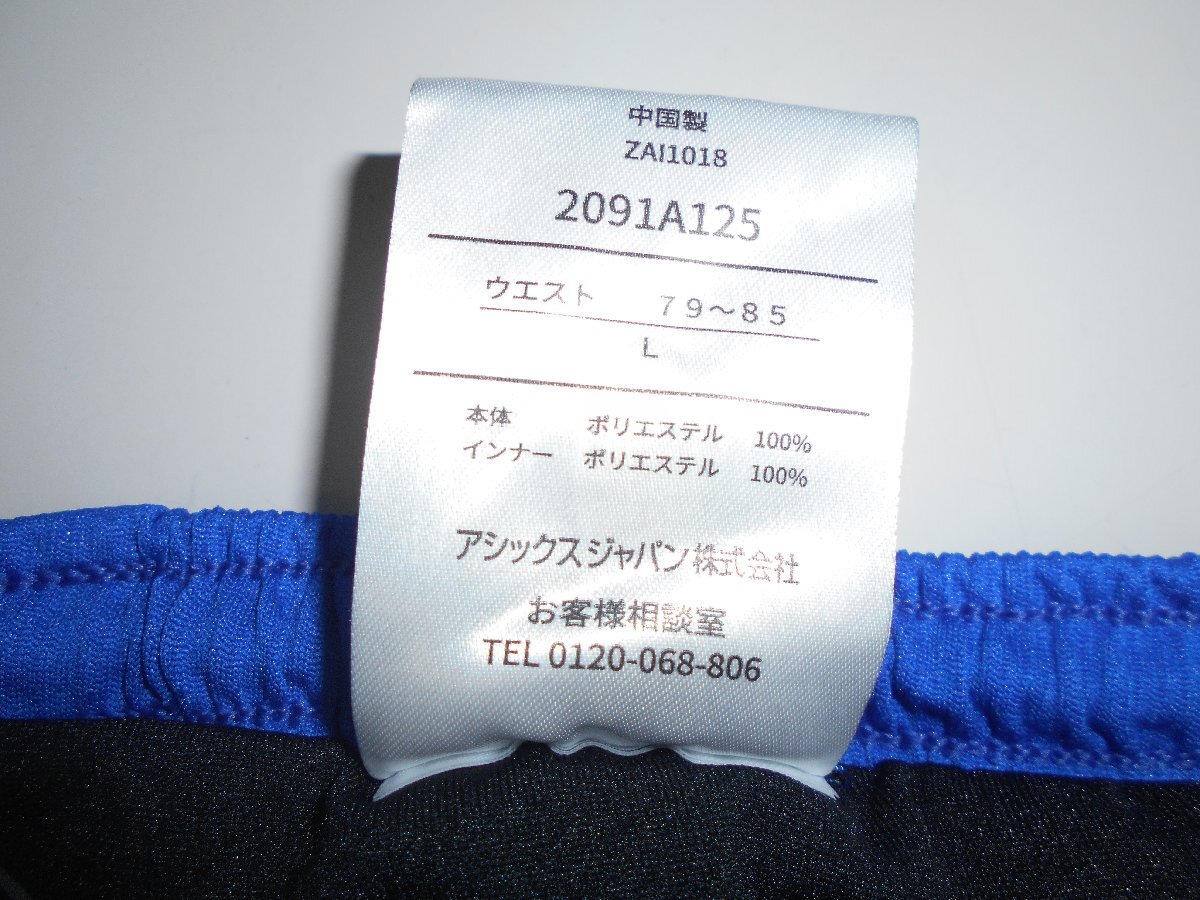 中国製
ZAI1018
2091A125
ウエスト 79～85
L
本体 ポリエステル 100%
インナー ポリエステル 100%
アシックスジャパン株式会社
お客様相談室
TEL 0120-068-806